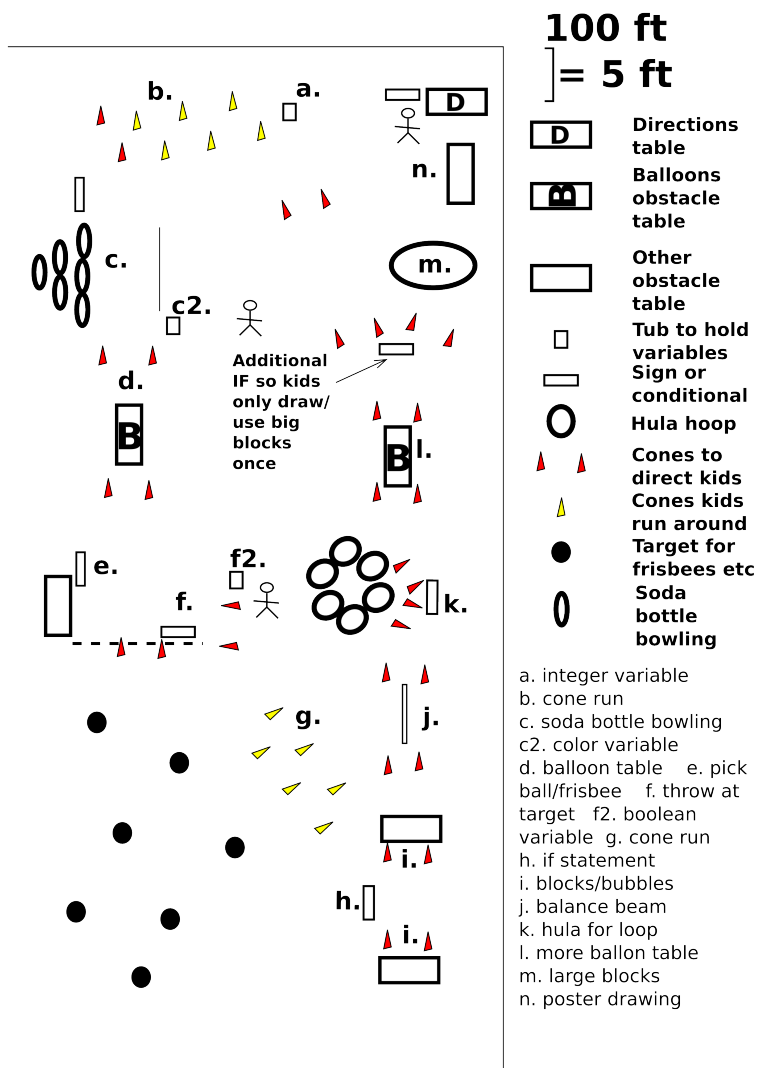 100 ft
= 5 ft
b.
a.
D
n.
c.
m.
c2.
Additional
IF so kids
only draw/
use big
blocks
once
d.
B
B
l.
e.
f2.
f.
k.
g.
j.
i.
h.
i.
D
Directions
table
B
Balloons
obstacle
table
Other
obstacle
table
Tub to hold
variables
Sign or
conditional
Hula hoop
Cones to
direct kids
Cones kids
run around
Target for
frisbees etc
Soda
bottle
bowling
a. integer variable
b. cone run
c. soda bottle bowling
c2. color variable
d. balloon table e. pick
ball/frisbee f. throw at
target f2. boolean
variable g. cone run
h. if statement
i. blocks/bubbles
j. balance beam
k. hula for loop
l. more ballon table
m. large blocks
n. poster drawing